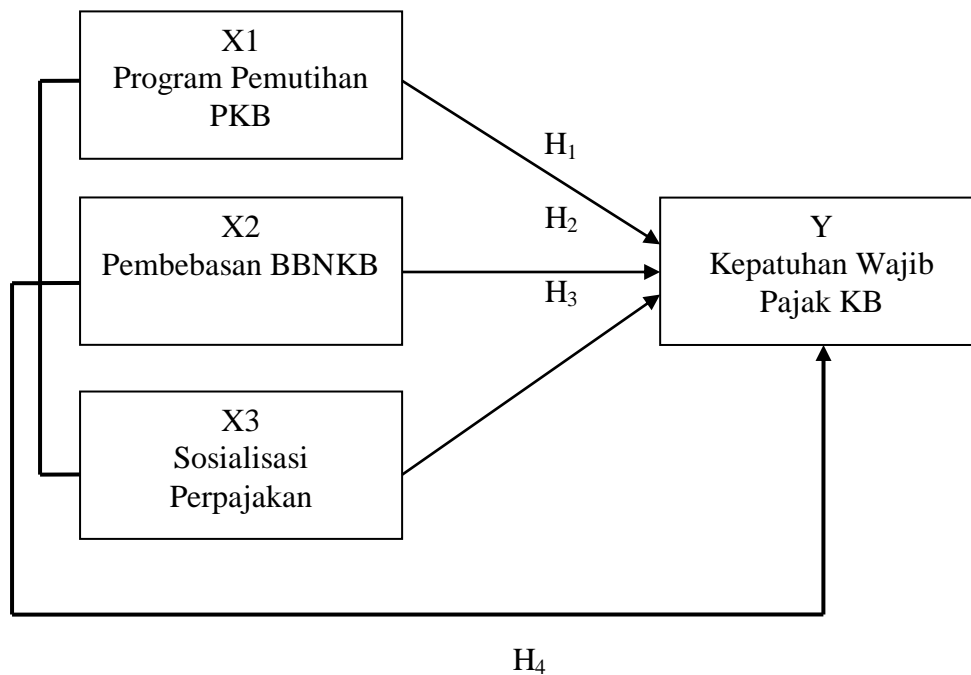 X1
Program Pemutihan
PKB
H₁
X2
Pembebasan BBNKB
H₂
H₃
Y
Kepatuhan Wajib
Pajak KB
X3
Sosialisasi
Perpajakan
H₄